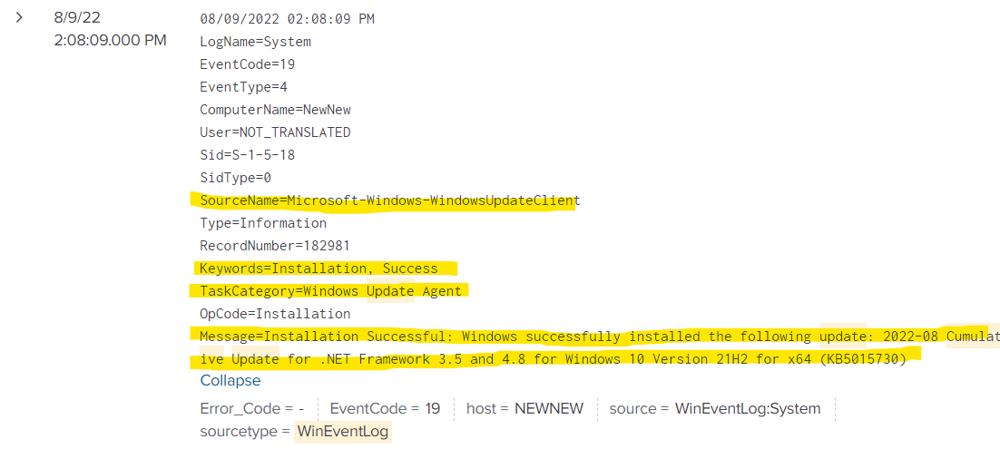 8/9/22
2:08:09.000 PM
08/09/2022 02:08:09 PM
LogName=System
EventCode=19
EventType=4
ComputerName=NewNew
User=NOT_TRANSLATED
Sid=S-1-5-18
SidType=0
SourceName=Microsoft-Windows-WindowsUpdateClient
Type=Information
RecordNumber=182981
Keywords=Installation, Success
TaskCategory=Windows Update Agent
OpCode=Installation
Message=Installation Successful: Windows successfully installed the following update: 2022-08 Cumulat
ive Update for .NET Framework 3.5 and 4.8 for Windows 10 Version 21H2 for x64 (KB5015730)
Collapse
Error_Code = - EventCode = 19 host = NEWNEW source = WinEventLog:System
sourcetype = WinEventLog